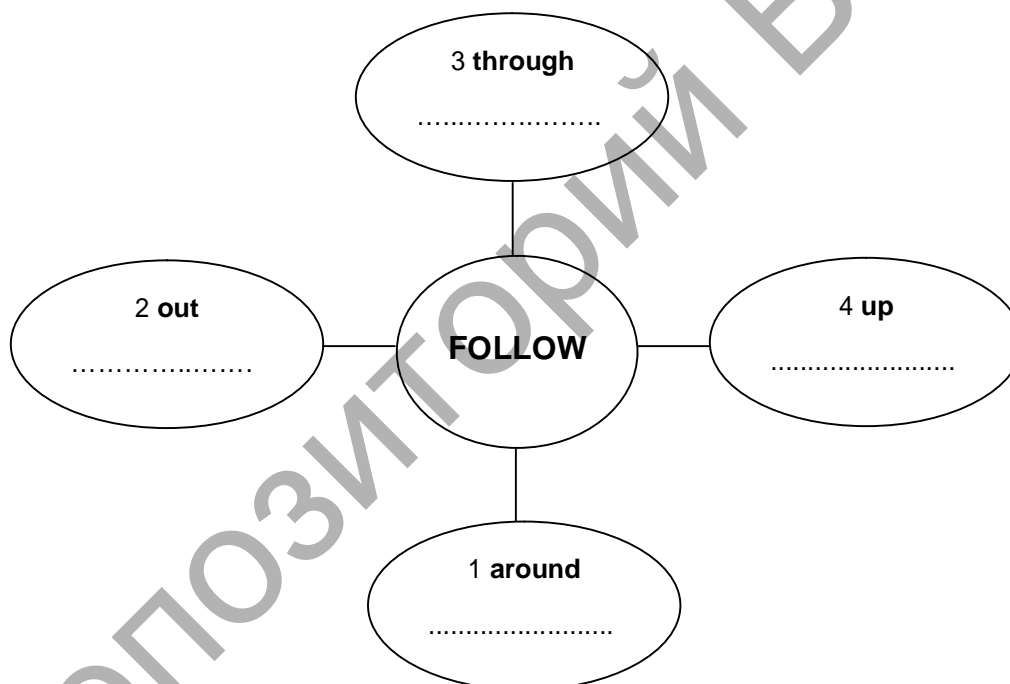 3 through
…………………
2 out
…………………
FOLLOW
4 up
.........................
1 around
.........................